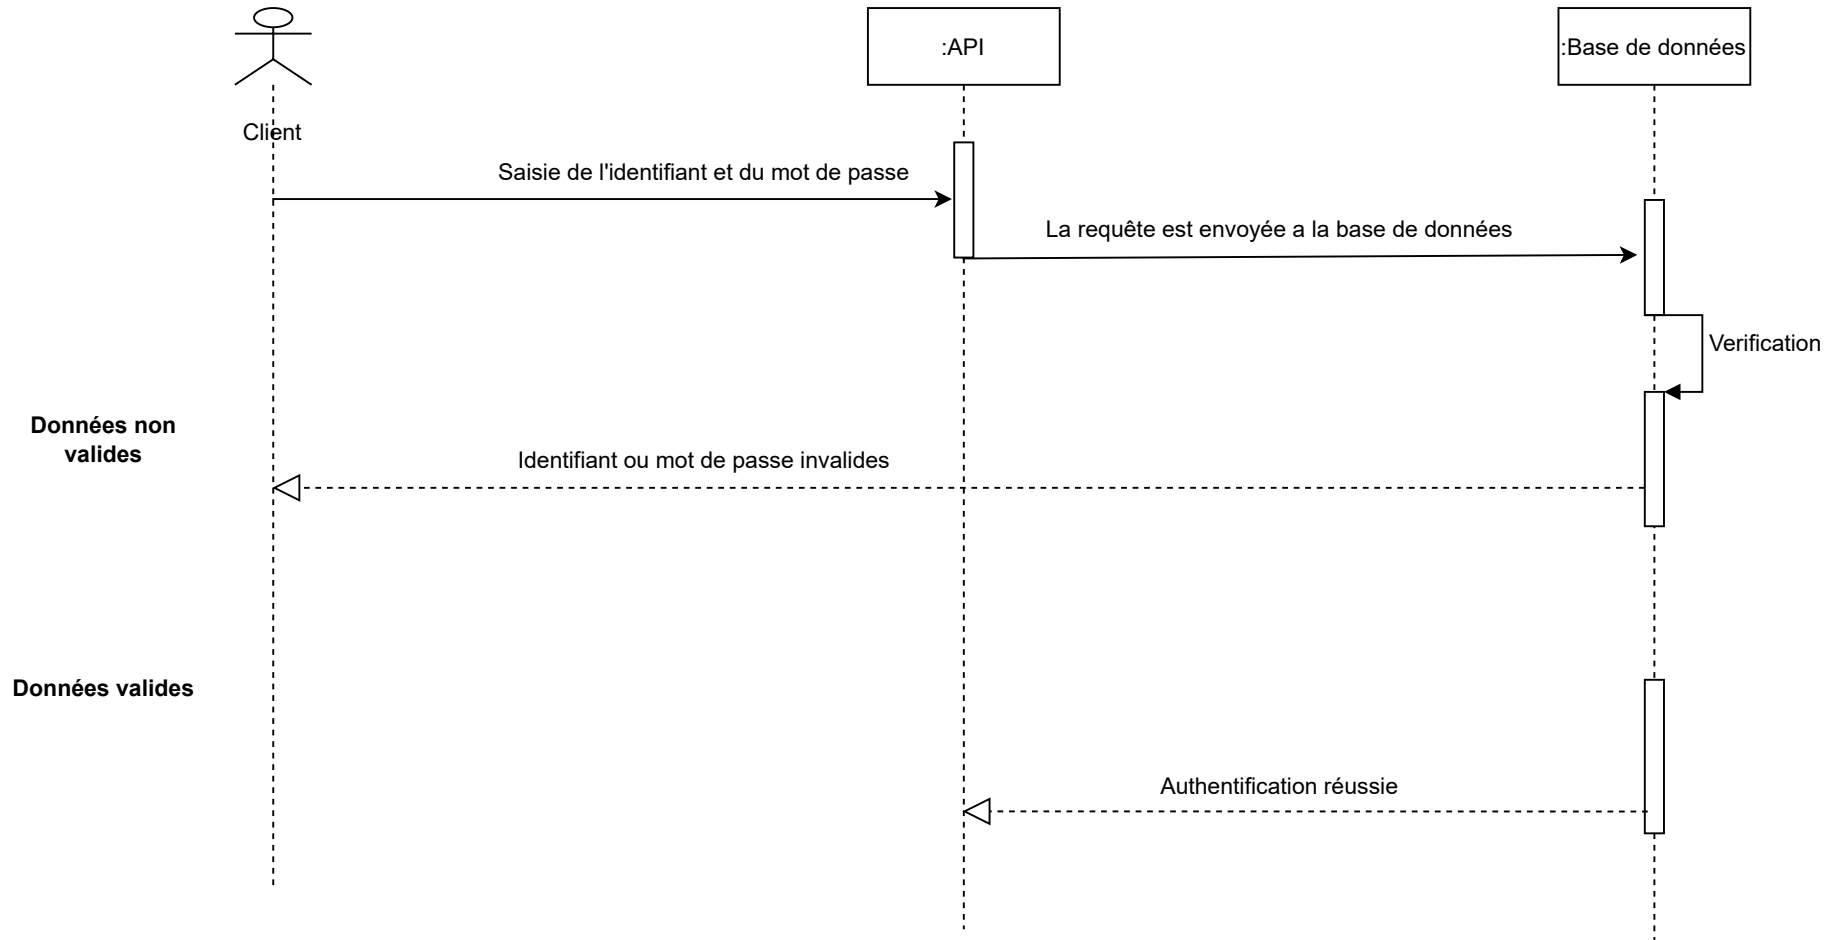 :API
:Base de données
Client
Saisie de l'identifiant et du mot de passe
La requête est envoyée a la base de données
Verification
Données non
valides
Identifiant ou mot de passe invalides
Données valides
Authentification réussie